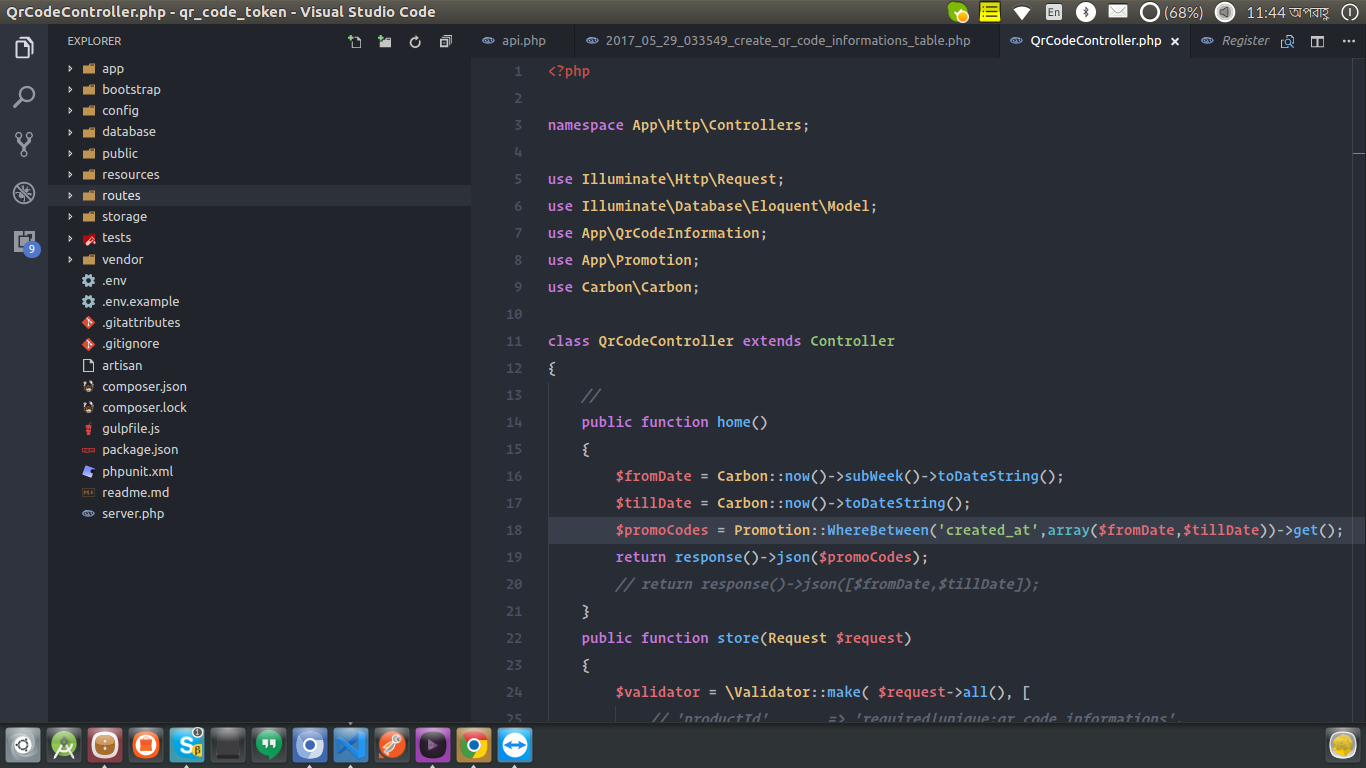 QrCodeController.php - qr_code_token - Visual Studio Code
En
(68%)
11:44 অপরাহ্ণ
EXPLORER
app
bootstrap
config
database
public
resources
routes
storage
tests
vendor
.env
.env.example
.gitattributes
.gitignore
artisan
composer.json
composer.lock
gulpfile.js
package.json
phpunit.xml
readme.md
server.php
9
api.php
2017_05_29_033549_create_qr_code_informations_table.php
QrCodeController.php
Register
1 <?php
2
3 namespace App\Http\Controllers;
4
5 use Illuminate\Http\Request;
6 use Illuminate\Database\Eloquent\Model;
7 use App\QrCodeInformation;
8 use App\Promotion;
9 use Carbon\Carbon;
10
11 class QrCodeController extends Controller
12 {
13 //
14 public function home()
15 {
16 $fromDate = Carbon::now()->subWeek()->toDateString();
17 $tillDate = Carbon::now()->toDateString();
18 $promoCodes = Promotion::WhereBetween('created_at',array($fromDate,$tillDate))->get();
19 return response()->json($promoCodes);
20 // return response()->json([$fromDate,$tillDate]);
21 }
22 public function store(Request $request)
23 {
24 $validator = \Validator::make( $request->all(), [
25 // 'productId' => 'required|unique:qr_code_informations',